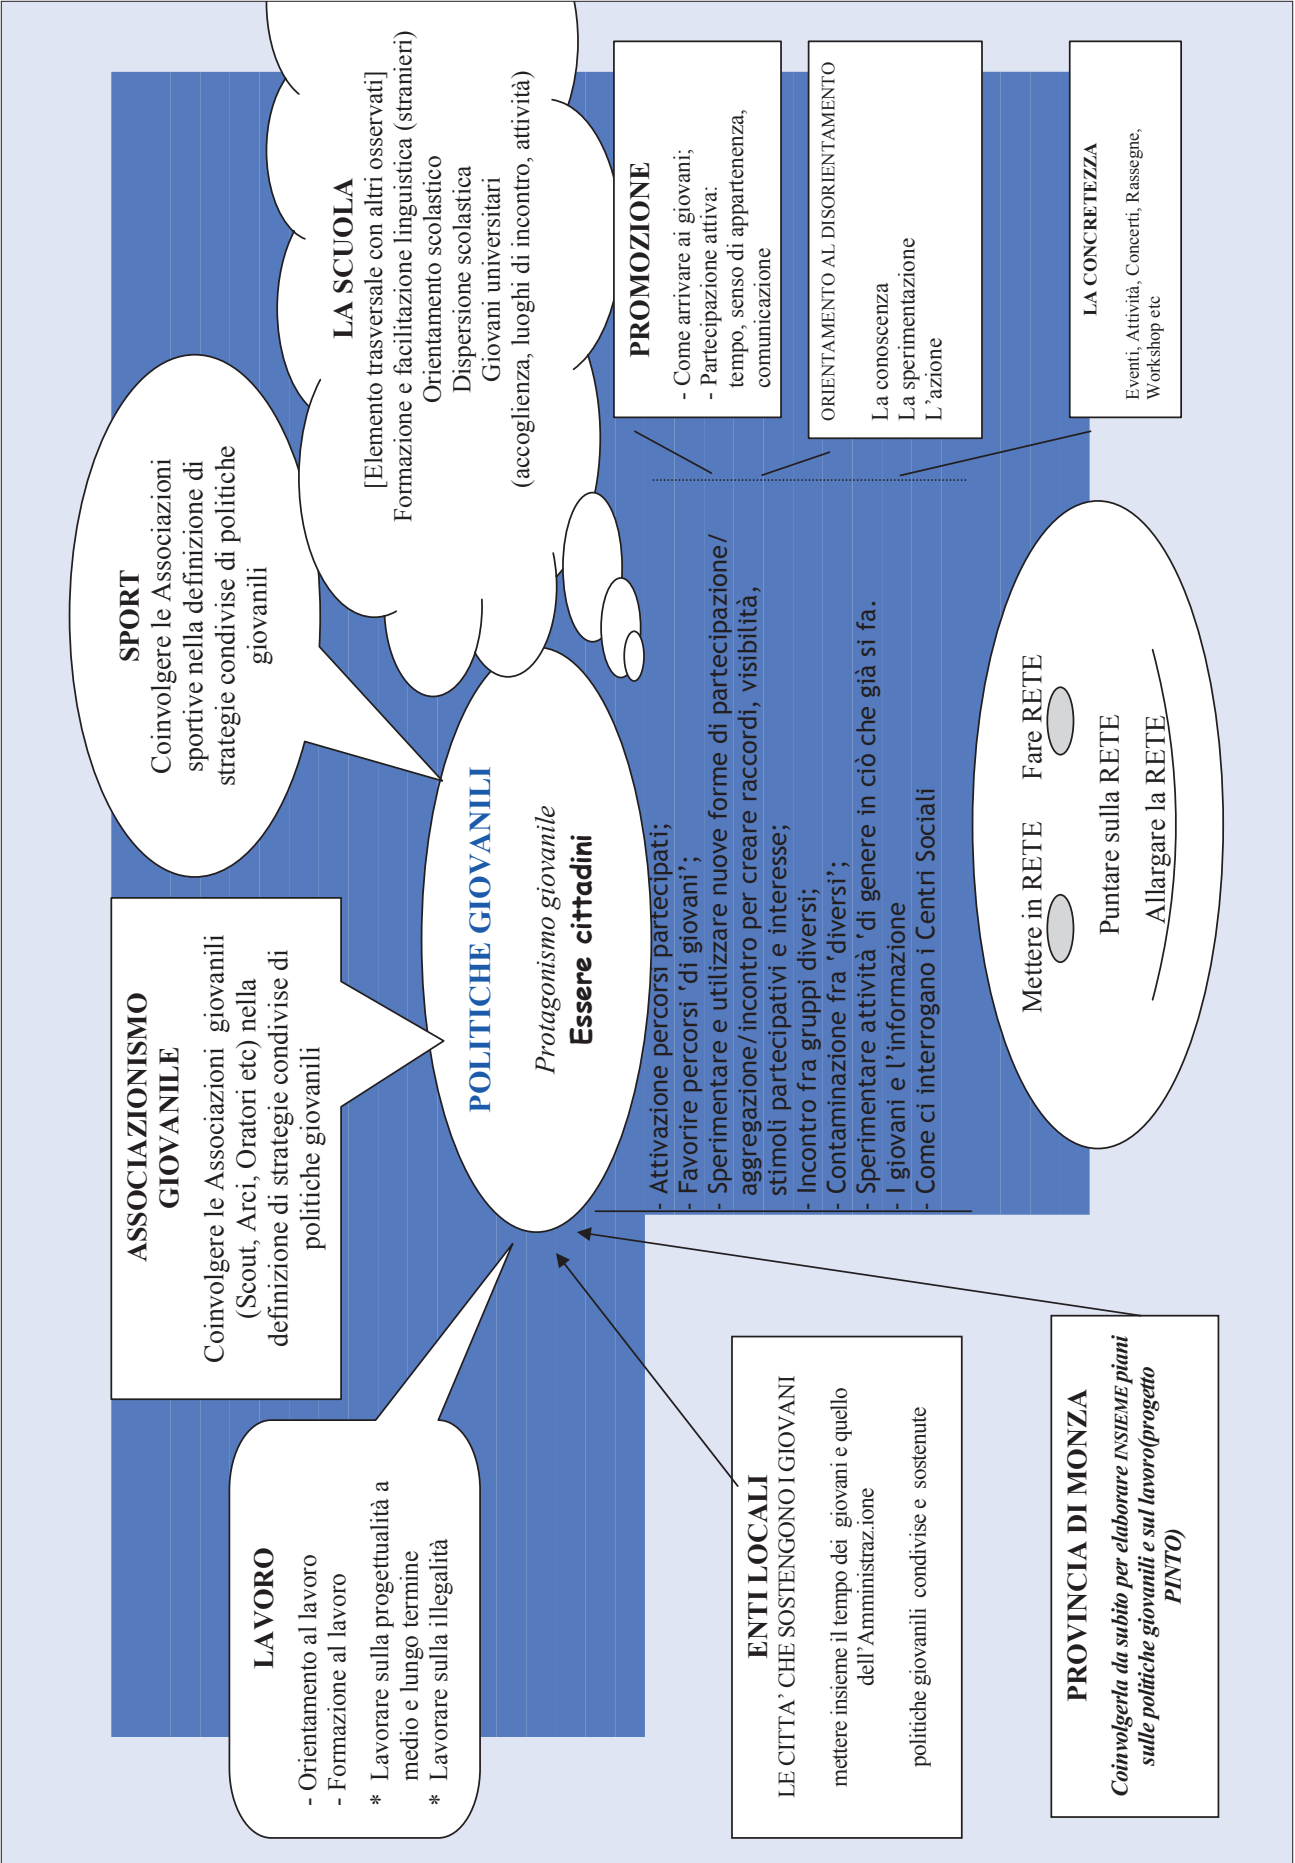 LAVORO
- Orientamento al lavoro
- Formazione al lavoro
* Lavorare sulla progettualità a
medio e lungo termine
* Lavorare sulla illegalità
ASSOCIAZIONISMO
GIOVANILE
Coinvolgere le Associazioni giovanili
(Scout, Arci, Oratori etc) nella
definizione di strategie condivise di
politiche giovanili
SPORT
Coinvolgere le Associazioni
sportive nella definizione di
strategie condivise di politiche
giovanili
LA SCUOLA
[Elemento trasversale con altri osservati]
Formazione e facilitazione linguistica (stranieri)
Orientamento scolastico
Dispersione scolastica
Giovani universitari
(accoglienza, luoghi di incontro, attività)
POLITICHE GIOVANILI
Protagonismo giovanile
Essere cittadini
- Attivazione percorsi partecipati;
- Favorire percorsi ‘di giovani’;
- Sperimentare e utilizzare nuove forme di partecipazione/
aggregazione/incontro per creare raccordi, visibilità,
stimoli partecipativi e interesse;
- Incontro fra gruppi diversi;
- Contaminazione fra ‘diversi’;
- Sperimentare attività ‘di genere in ciò che già si fa.
- I giovani e l’informazione
- Come ci interrogano i Centri Sociali
PROMOZIONE
- Come arrivare ai giovani;
- Partecipazione attiva:
tempo, senso di appartenenza,
comunicazione
ORIENTAMENTO AL DISORIENTAMENTO
La conoscenza
La sperimentazione
L’azione
LA CONCRETEZZA
Eventi, Attività, Concerti, Rassegne,
Workshop etc
ENTI LOCALI
LE CITTA’ CHE SOSTENGONO I GIOVANI
mettere insieme il tempo dei giovani e quello
dell’Amministraz.ione
politiche giovanili condivise e sostenute
PROVINCIA DI MONZA
Coinvolgerla da subito per elaborare INSIEME piani
sulle politiche giovanili e sul lavoro(progetto
PINTO)
Mettere in RETE Fare RETE
Puntare sulla RETE
Allargare la RETE